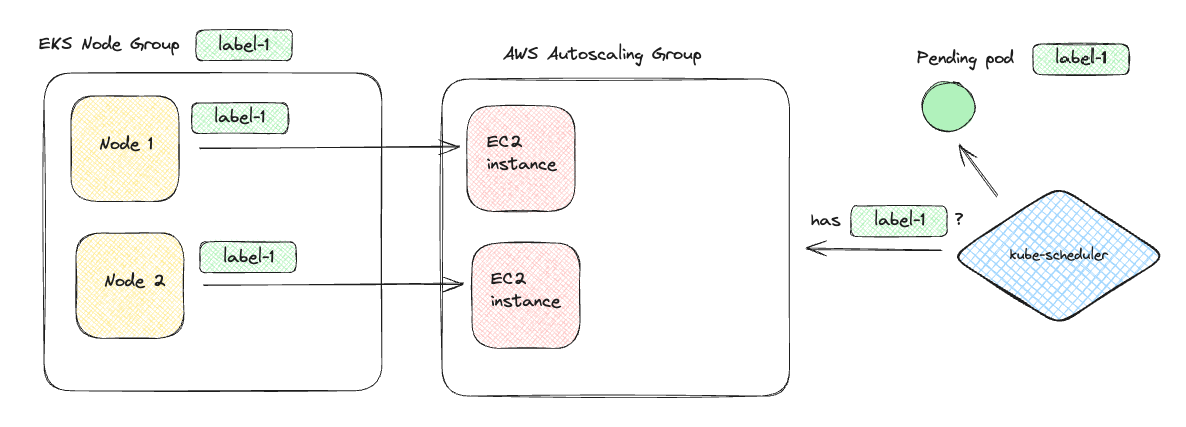 EKS Node Group label-1
AWS Autoscaling Group
Pending pod label-1
Node 1
label-1
EC2
instance
has label-1 ?
kube-scheduler
Node 2
label-1
EC2
instance